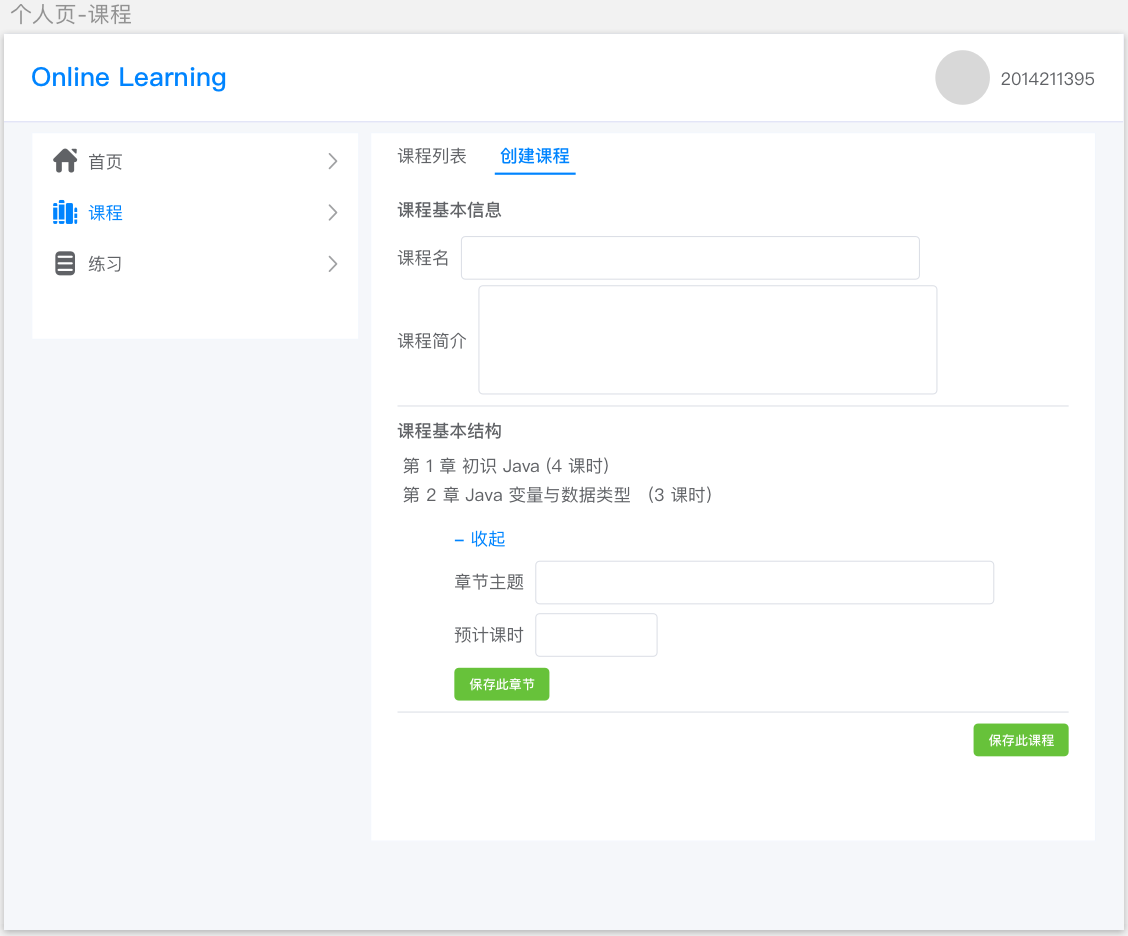 个人页-课程
Online Learning
2014211395
首页
课程
练习
课程列表 创建课程
课程基本信息
课程名
课程简介
课程基本结构
第 1 章 初识 Java (4 课时)
第 2 章 Java 变量与数据类型 （3 课时）
– 收起
章节主题
预计课时
保存此章节
保存此课程